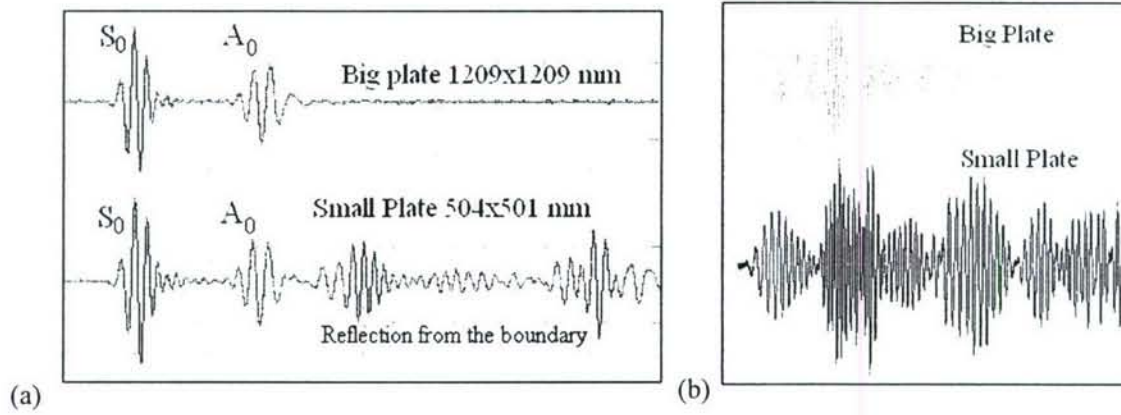 S0 A0
Big plate 1209x1209 mm
S0 A0
Small Plate 504x501 mm
Reflection from the boundary
(a)
Big Plate
Small Plate
(b)